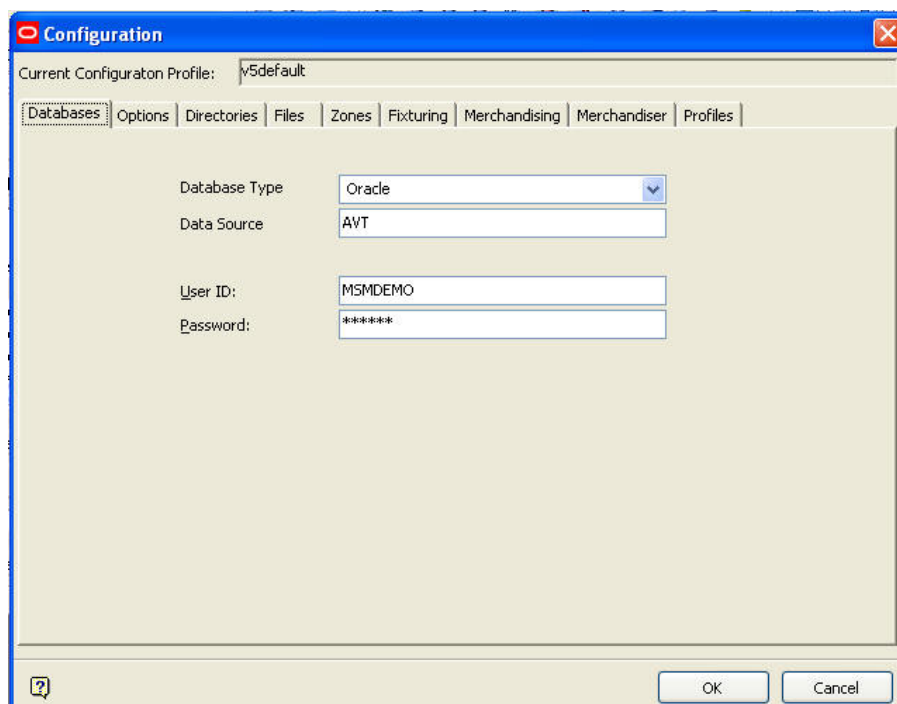 Configuration
Current Configuraton Profile: v5default
Databases Options Directories Files Zones Fixturing Merchandising Merchandiser Profiles
Database Type Oracle
Data Source AVT
User ID: MSMDEMO
Password: ******
OK Cancel